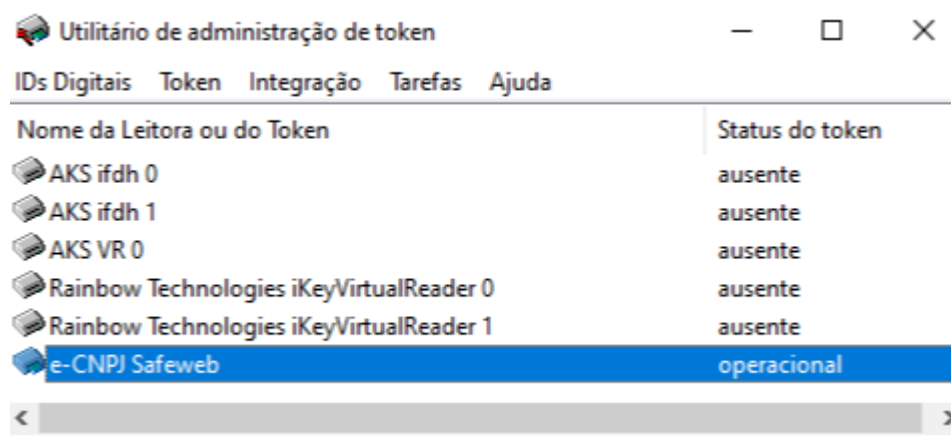 Utilitário de administração de token
IDs Digitais Token Integração Tarefas Ajuda
Nome da Leitora ou do Token Status do token
AKS ifdh 0 ausente
AKS ifdh 1 ausente
AKS VR 0 ausente
Rainbow Technologies iKeyVirtualReader 0 ausente
Rainbow Technologies iKeyVirtualReader 1 ausente
e-CNPJ Safeweb operacional